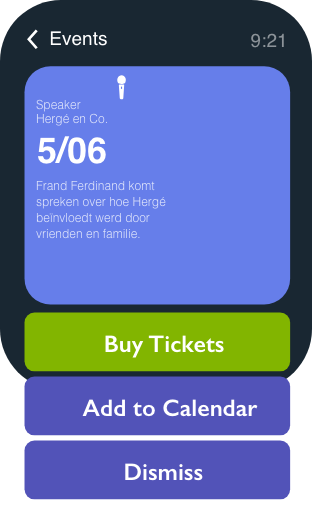 Events
9:21
Speaker
Hergé en Co.
5/06
Frand Ferdinand komt
spreken over hoe Hergé
beïnvloedt werd door
vrienden en familie.
Buy Tickets
Add to Calendar
Dismiss